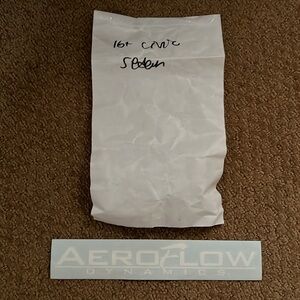 16+ CIVIC
Sedan
AEROFLOW
DYNAMICS